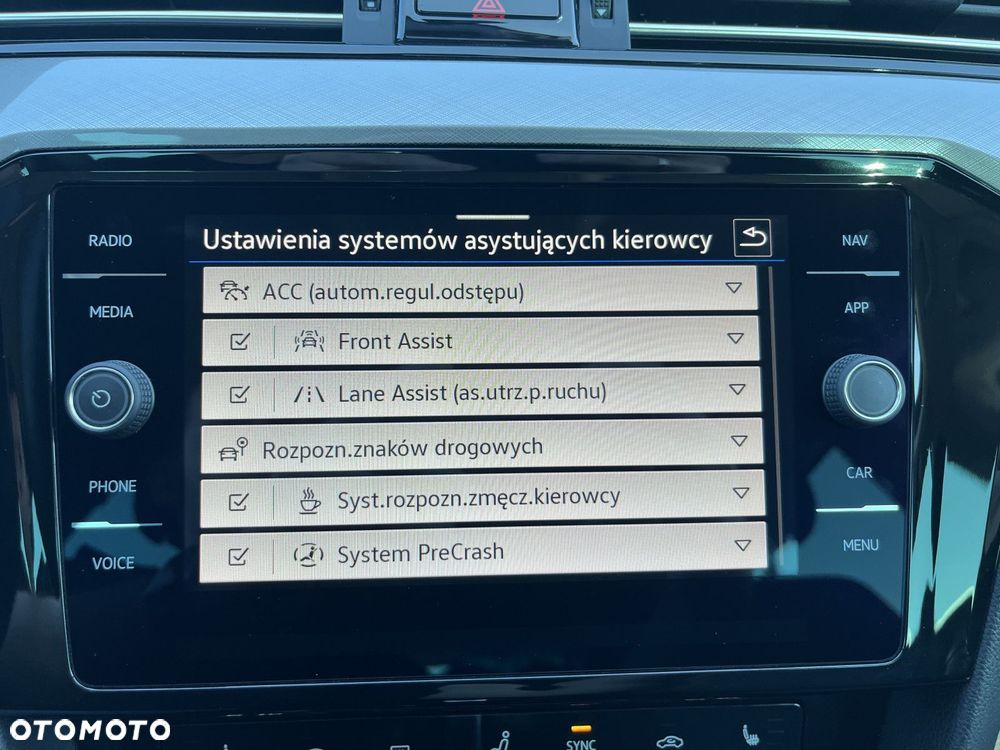 RADIO
MEDIA
PHONE
VOICE
Ustawienia systemów asystujących kierowcy
ACC (autom.regul.odstępu)
Front Assist
Lane Assist (as.utrz.p.ruchu)
Rozpozn.znaków drogowych
Syst.rozpozn.zmęcz.kierowcy
System PreCrash
NAV
APP
CAR
MENU
SYNC
OTOMOTO